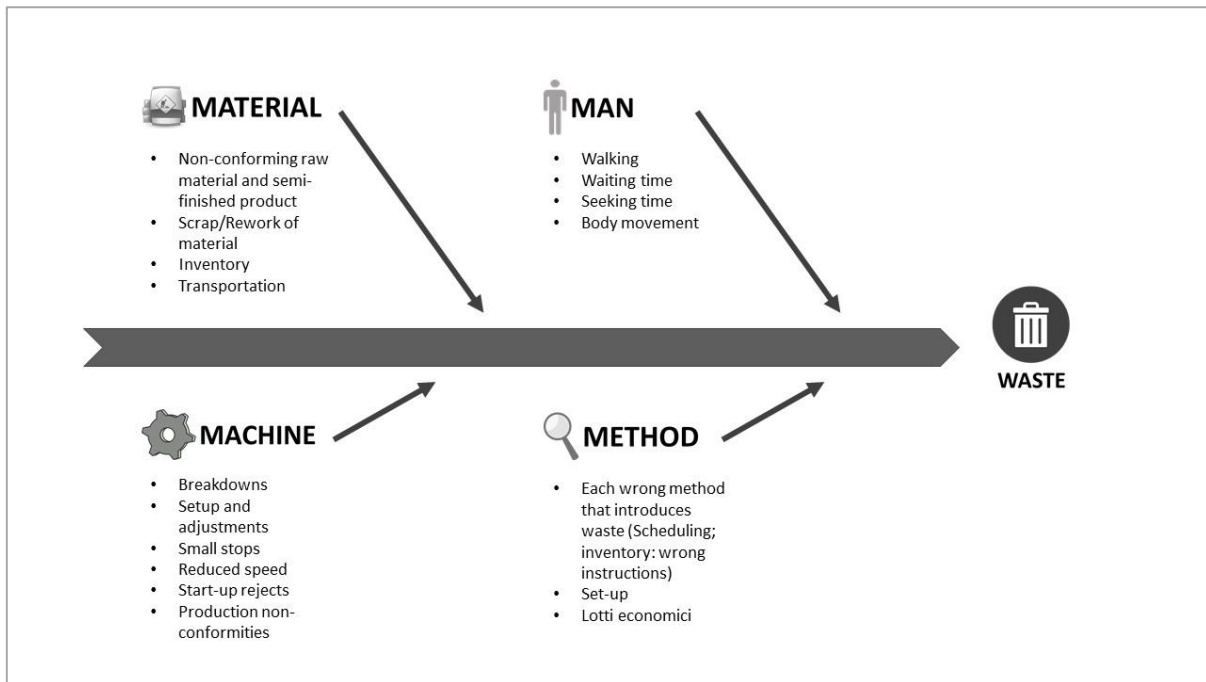 MATERIAL
• Non-conforming raw
material and semi-
finished product
• Scrap/Rework of
material
• Inventory
• Transportation
MAN
• Walking
• Waiting time
• Seeking time
• Body movement
WASTE
MACHINE
• Breakdowns
• Setup and
adjustments
• Small stops
• Reduced speed
• Start-up rejects
• Production non-
conformities
METHOD
• Each wrong method
that introduces
waste (Scheduling;
inventory: wrong
instructions)
• Set-up
• Lotti economici